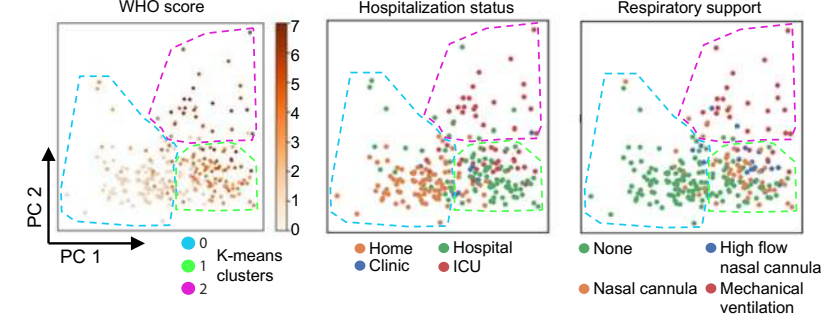 WHO score
Hospitalization status
Respiratory support
7
6
5
4
3
2
1
0
PC 2
PC 1
0
1
2
K-means
clusters
Home
Hospital
Clinic
ICU
None
High flow
nasal cannula
Nasal cannula
Mechanical
ventilation